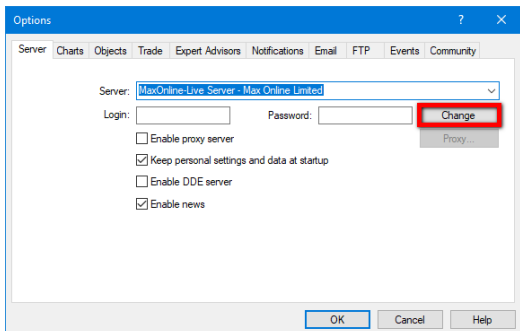 Options ? ×
Server Charts Objects Trade Expert Advisors Notifications Email FTP Events Community
Server: MaxOnline-Live Server - Max Online Limited
Login: Password: Change
Enable proxy server Proxy...
Keep personal settings and data at startup
Enable DDE server
Enable news
OK Cancel Help